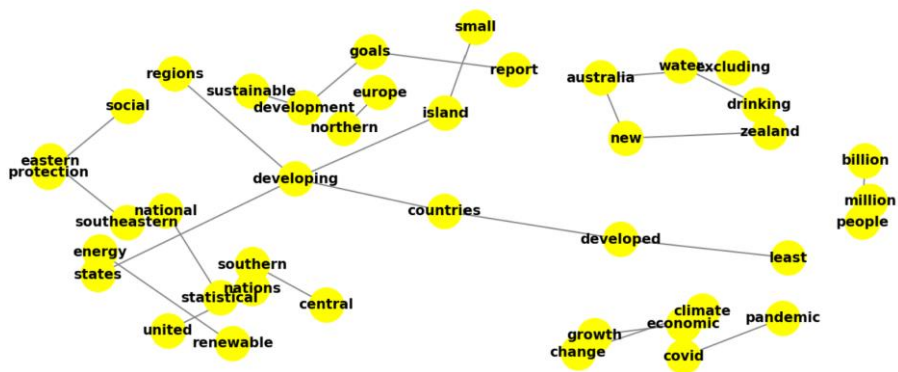 small
goals
report
regions
water
excluding
australia
sustainable
europe
development
social
drinking
island
northern
new
zealand
eastern
protection
billion
developing
million
national
countries
southeastern
people
developed
energy
least
southern
states
nations
statistical
central
climate
pandemic
economic
united
growth
renewable
change
covid